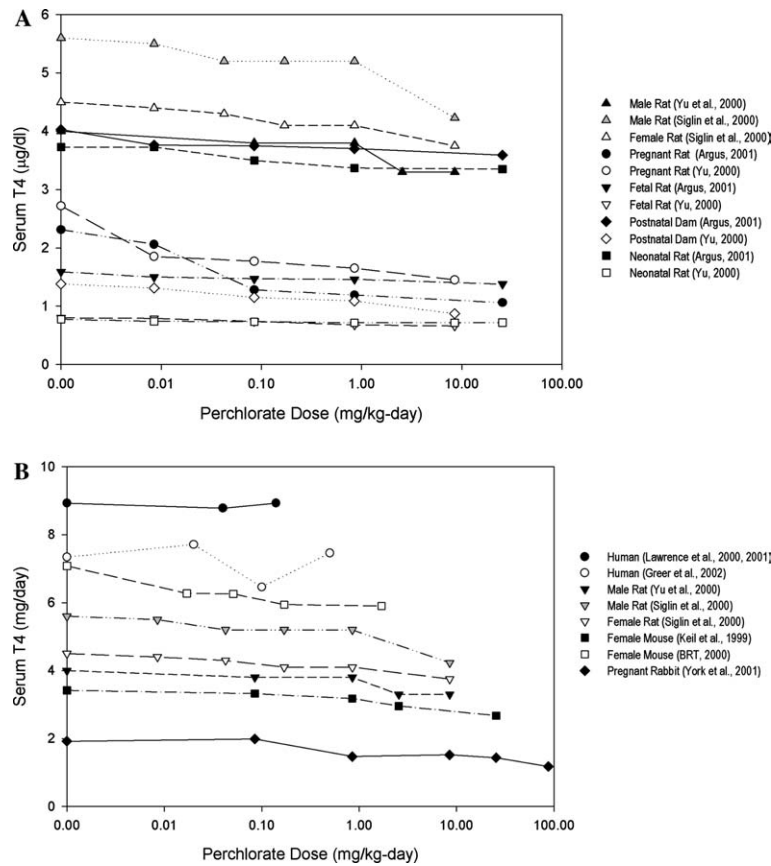 A
6
5
4
3
2
1
0
Serum T4 (µg/dl)
0.00 0.01 0.10 1.00 10.00 100.00
Perchlorate Dose (mg/kg-day)
Male Rat (Yu et al., 2000)
Male Rat (Siglin et al., 2000)
Female Rat (Siglin et al., 2000)
Pregnant Rat (Argus, 2001)
Pregnant Rat (Yu, 2000)
Fetal Rat (Argus, 2001)
Fetal Rat (Yu, 2000)
Postnatal Dam (Argus, 2001)
Postnatal Dam (Yu, 2000)
Neonatal Rat (Argus, 2001)
Neonatal Rat (Yu, 2000)
B
10
8
6
4
2
0
Serum T4 (mg/day)
0.00 0.01 0.10 1.00 10.00 100.00
Perchlorate Dose (mg/kg-day)
Human (Lawrence et al., 2000, 2001)
Human (Greer et al., 2002)
Male Rat (Yu et al., 2000)
Male Rat (Siglin et al., 2000)
Female Rat (Siglin et al., 2000)
Female Mouse (Keil et al., 1999)
Female Mouse (BRT, 2000)
Pregnant Rabbit (York et al., 2001)